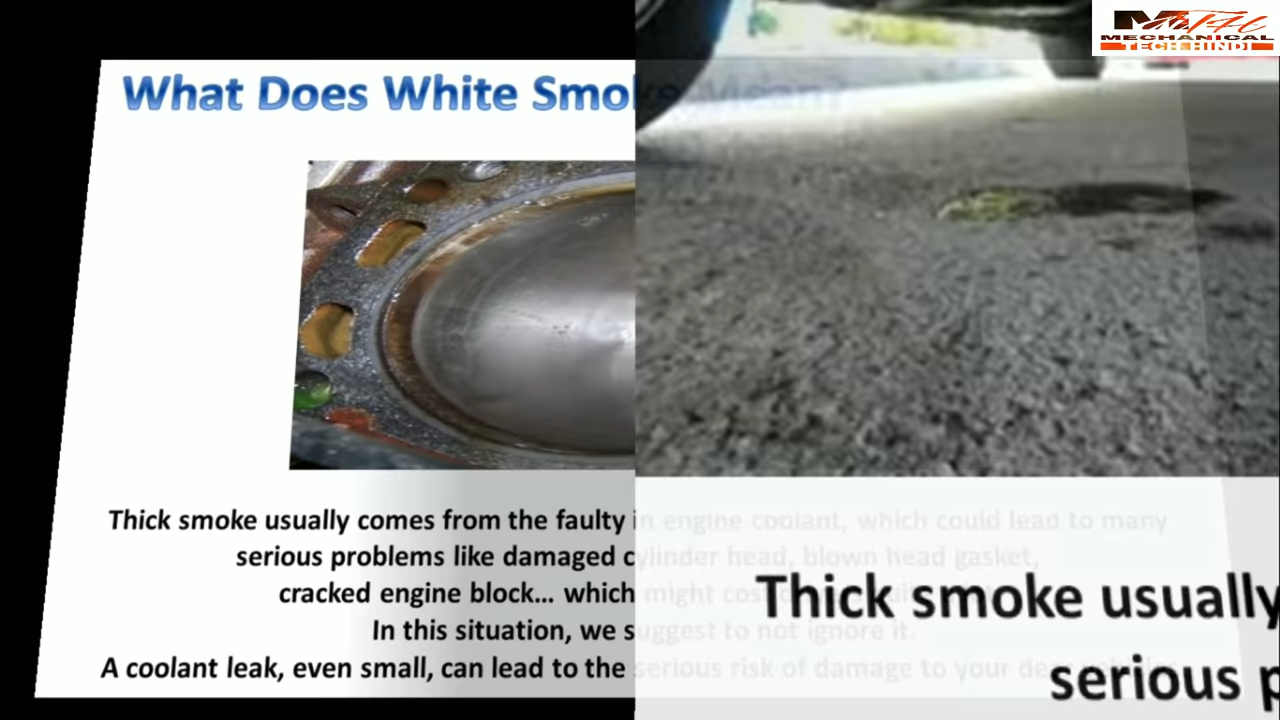 MECHANICAL
TECH HINDI
What Does White Smoke Mean?
Thick smoke usually comes from the faulty in engine coolant, which could lead to many
serious problems like damaged cylinder head, blown head gasket,
cracked engine block... which might cost
In this situation, we suggest to not ignore it.
A coolant leak, even small, can lead to the serious risk of damage to your
Thick smoke usually
serious p